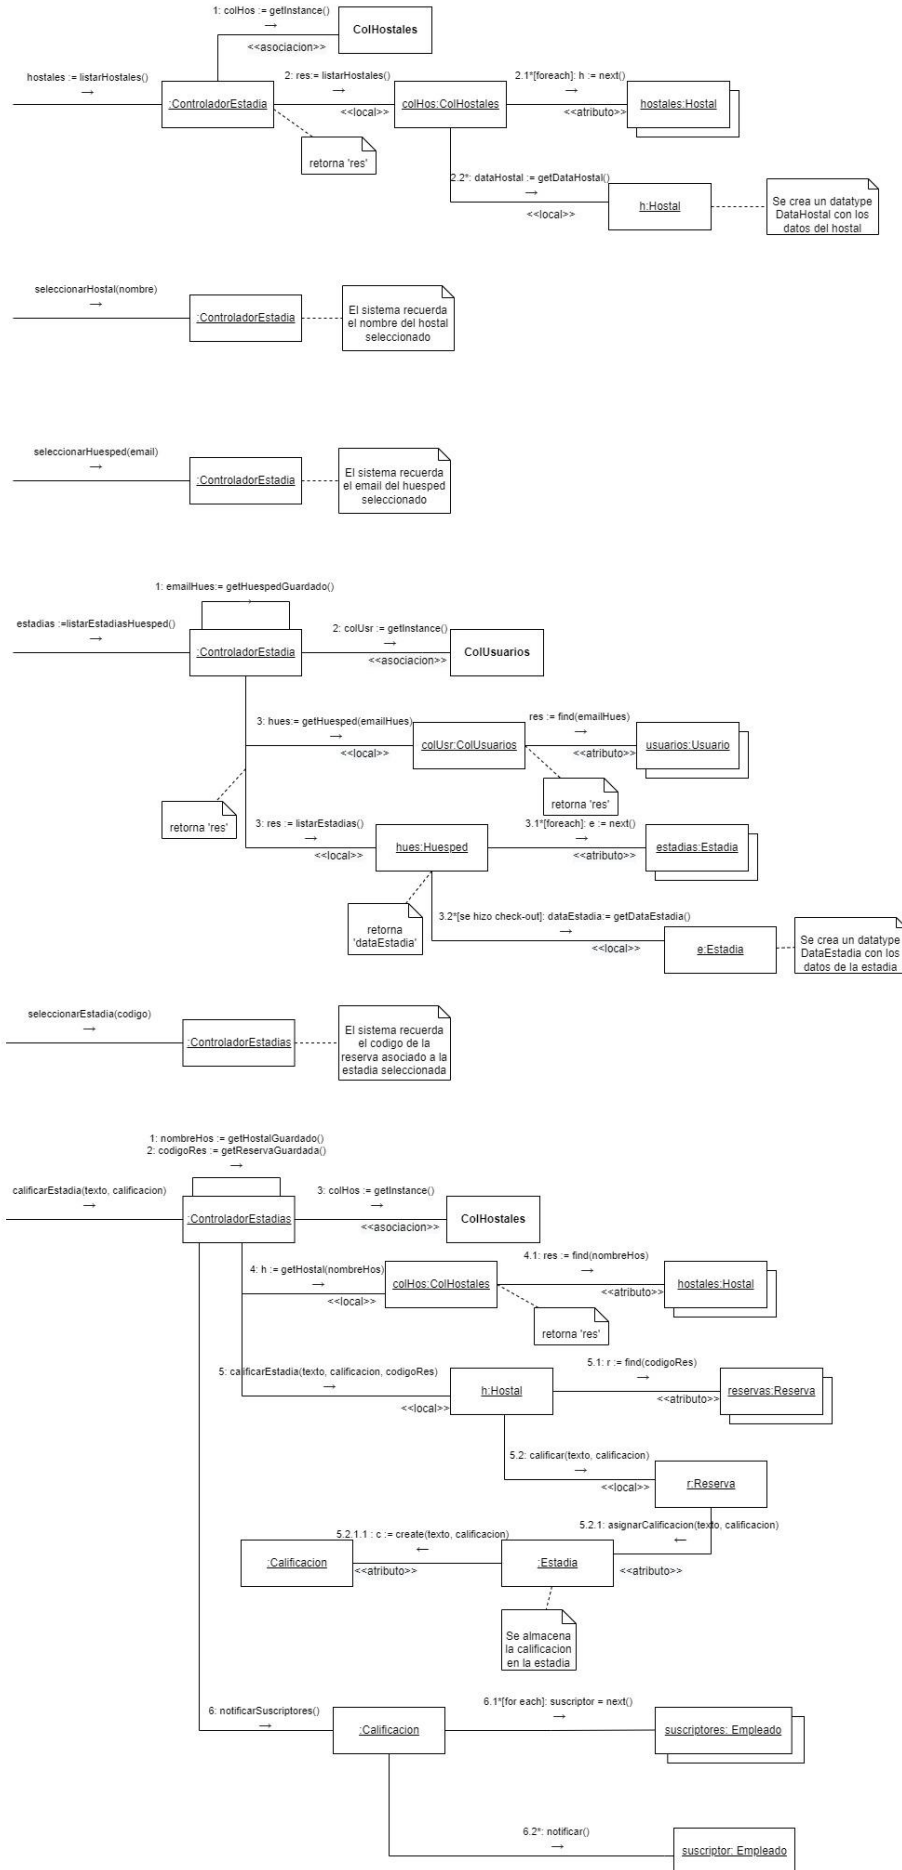 1: colHos := getInstance()
→
ColHostales
<<asociacion>>
hostales := listarHostales()
→
:ControladorEstadia
2: res:= listarHostales()
→
<<local>>
colHos:ColHostales
2.1*[foreach]: h := next()
→
<<atributo>>
hostales:Hostal
retorna 'res'
2.2*: dataHostal := getDataHostal()
→
<<local>>
h:Hostal
Se crea un datatype
DataHostal con los
datos del hostal
seleccionarHostal(nombre)
→
:ControladorEstadia
El sistema recuerda
el nombre del hostal
seleccionado
seleccionarHuesped(email)
→
:ControladorEstadia
El sistema recuerda
el email del huesped
seleccionado
1: emailHues:= getHuespedGuardado()
→
estadias :=listarEstadiasHuesped()
→
:ControladorEstadia
2: colUsr := getInstance()
→
<<asociacion>>
ColUsuarios
3: hues:= getHuesped(emailHues)
→
<<local>>
colUsr:ColUsuarios
res := find(emailHues)
→
<<atributo>>
usuarios:Usuario
retorna 'res'
retorna 'res'
3: res := listarEstadias()
→
<<local>>
hues:Huesped
3.1*[foreach]: e := next()
→
<<atributo>>
estadias:Estadia
retorna
'dataEstadia'
3.2*[se hizo check-out]: dataEstadia:= getDataEstadia()
→
<<local>>
e:Estadia
Se crea un datatype
DataEstadia con los
datos de la estadia
seleccionarEstadia(codigo)
→
:ControladorEstadias
El sistema recuerda
el codigo de la
reserva asociado a la
estadia seleccionada
1: nombreHos := getHostalGuardado()
2: codigoRes := getReservaGuardada()
→
calificarEstadia(texto, calificacion)
→
:ControladorEstadias
3: colHos := getInstance()
→
<<asociacion>>
ColHostales
4: h := getHostal(nombreHos)
→
<<local>>
colHos:ColHostales
4.1: res := find(nombreHos)
→
<<atributo>>
hostales:Hostal
retorna 'res'
5: calificarEstadia(texto, calificacion, codigoRes)
→
<<local>>
h:Hostal
5.1: r := find(codigoRes)
→
<<atributo>>
reservas:Reserva
5.2: calificar(texto, calificacion)
→
<<local>>
r:Reserva
5.2.1: asignarCalificacion(texto, calificacion)
←
<<atributo>>
:Estadia
5.2.1.1 : c := create(texto, calificacion)
←
<<atributo>>
:Calificacion
Se almacena
la calificacion
en la estadia
6: notificarSuscriptores()
→
:Calificacion
6.1*[for each]: suscriptor = next()
→
suscriptores: Empleado
6.2*: notificar()
→
suscriptor: Empleado